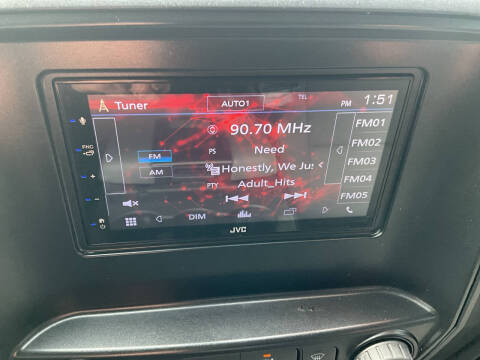 Tuner
AUTO1
TEL
PM 1:51
90.70 MHz
FM01
FM02
FM03
FM04
FM05
FM
AM
PS Need
Honestly, We Jus
PTY Adult_Hits
DIM
JVC